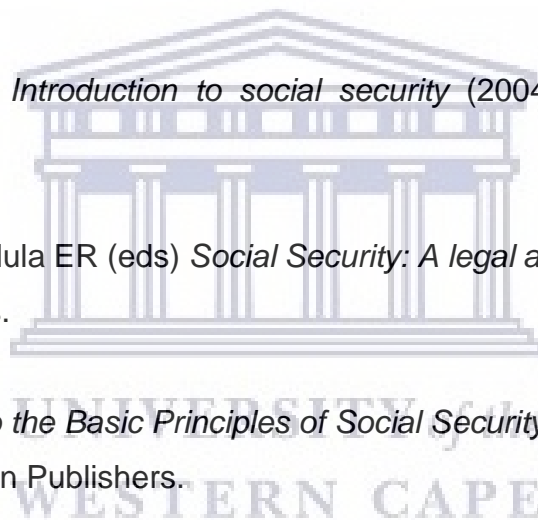 Introduction to social security (2004
lula ER (eds) Social Security: A legal a
.
o the Basic Principles of Social Security
UNIVERSITY of the
n Publishers.
WESTERN CAPE